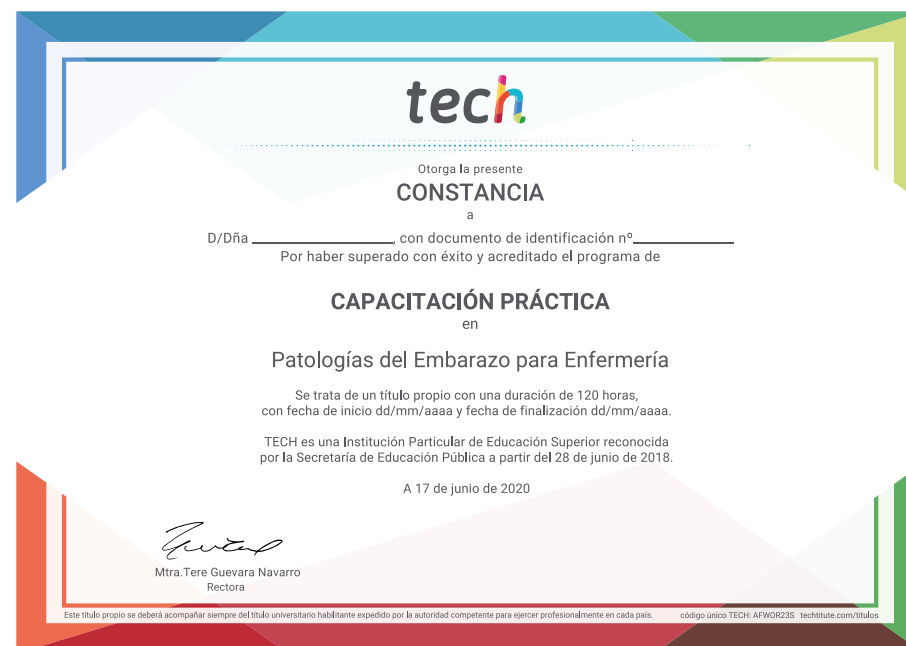 tech
Otorga la presente
CONSTANCIA
a
D/Dña ____________________, con documento de identificación nº______________
Por haber superado con éxito y acreditado el programa de
CAPACITACIÓN PRÁCTICA
en
Patologías del Embarazo para Enfermería
Se trata de un título propio con una duración de 120 horas,
con fecha de inicio dd/mm/aaaa y fecha de finalización dd/mm/aaaa.
TECH es una Institución Particular de Educación Superior reconocida
por la Secretaría de Educación Pública a partir del 28 de junio de 2018.
A 17 de junio de 2020
Mtra.Tere Guevara Navarro
Rectora
Este título propio se deberá acompañar siempre del título universitario habilitante expedido por la autoridad competente para ejercer profesionalmente en cada país. código único TECH: AFWOR23S techtitute.com/titulos